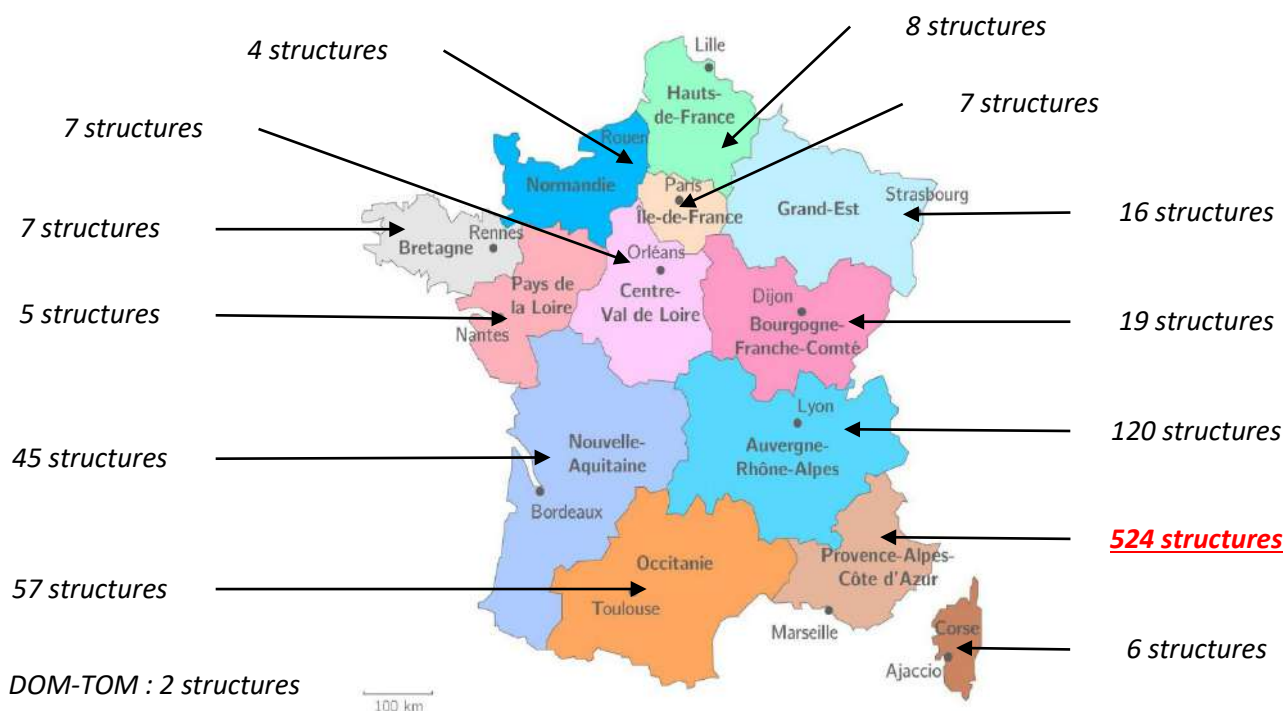 8 structures
4 structures
Lille
Hauts-
de-France
7 structures
7 structures
Rouen
Normandie
Paris
Île-de-France
Strasbourg
Grand-Est
16 structures
7 structures
Rennes
Bretagne
Orléans
Centre-
Val de Loire
Pays de
la Loire
Nantes
5 structures
Dijon
Bourgogne-
Franche-Comté
19 structures
Lyon
Auvergne-
Rhône-Alpes
120 structures
45 structures
Nouvelle-
Aquitaine
Bordeaux
524 structures
Provence-Alpes-
Côte d'Azur
Marseille
57 structures
Occitanie
Toulouse
Corse
Ajaccio
6 structures
DOM-TOM : 2 structures
100 km